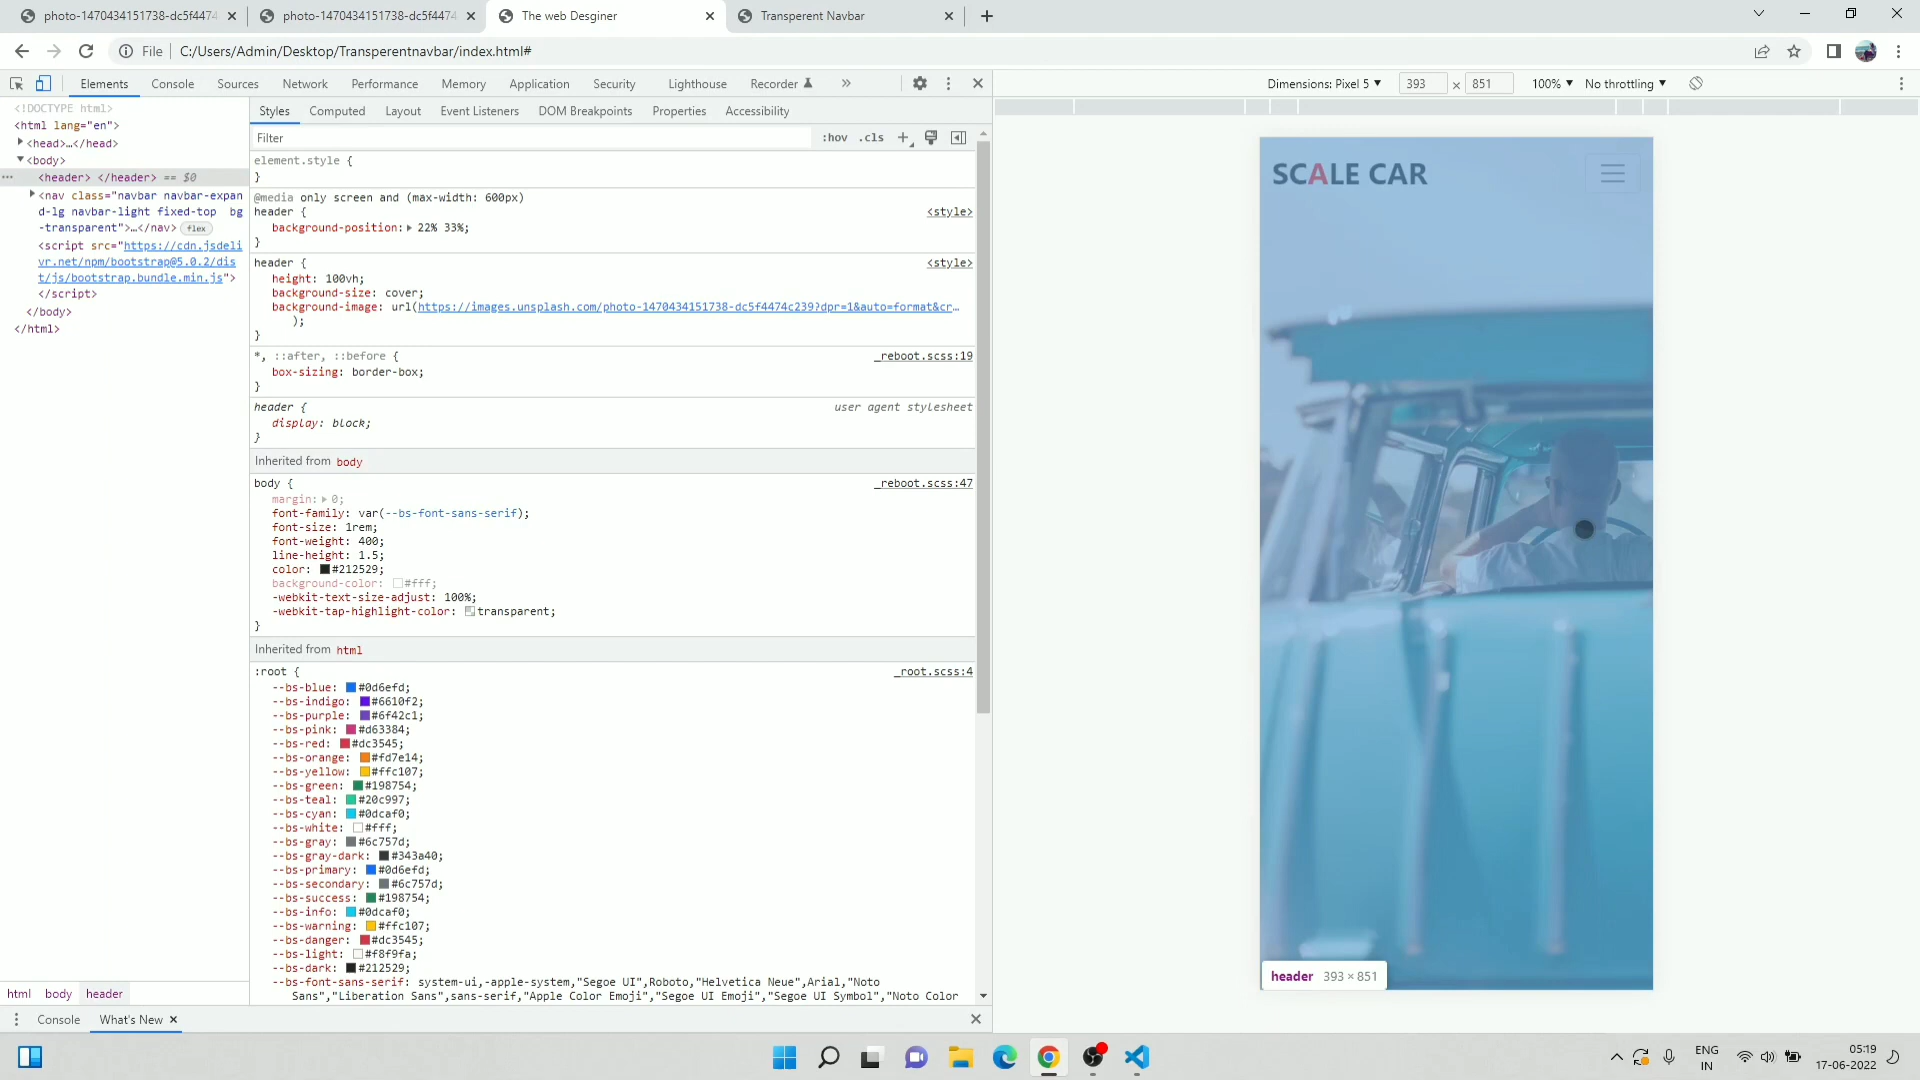 photo-1470434151738-dc5f4474
photo-1470434151738-dc5f4474
The web Desginer
Transperent Navbar
File
C:/Users/Admin/Desktop/Transperentnavbar/index.html#
Elements
Console
Sources
Network
Performance
Memory
Application
Security
Lighthouse
Recorder
Dimensions: Pixel 5
393
×
851
100%
No throttling
<!DOCTYPE html>
<html lang="en">
<head>…</head>
<body>
<header> </header> == $0
<nav class="navbar navbar-expan
d-lg navbar-light fixed-top  bg
-transparent">…</nav> flex
<script src="https://cdn.jsdeli
vr.net/npm/bootstrap@5.0.2/dis
t/js/bootstrap.bundle.min.js">
</script>
</body>
</html>
html
body
header
Styles
Computed
Layout
Event Listeners
DOM Breakpoints
Properties
Accessibility
Filter
:hov .cls
element.style {
}
@media only screen and (max-width: 600px)
header {
<style>
background-position: 22% 33%;
}
header {
<style>
height: 100vh;
background-size: cover;
background-image: url(https://images.unsplash.com/photo-1470434151738-dc5f4474c239?dpr=1&auto=format&cr…
);
}
*, ::after, ::before {
_reboot.scss:19
box-sizing: border-box;
}
header {
user agent stylesheet
display: block;
}
Inherited from body
body {
_reboot.scss:47
margin: 0;
font-family: var(--bs-font-sans-serif);
font-size: 1rem;
font-weight: 400;
line-height: 1.5;
color: #212529;
background-color: #fff;
-webkit-text-size-adjust: 100%;
-webkit-tap-highlight-color: transparent;
}
Inherited from html
:root {
_root.scss:4
--bs-blue: #0d6efd;
--bs-indigo: #6610f2;
--bs-purple: #6f42c1;
--bs-pink: #d63384;
--bs-red: #dc3545;
--bs-orange: #fd7e14;
--bs-yellow: #ffc107;
--bs-green: #198754;
--bs-teal: #20c997;
--bs-cyan: #0dcaf0;
--bs-white: #fff;
--bs-gray: #6c757d;
--bs-gray-dark: #343a40;
--bs-primary: #0d6efd;
--bs-secondary: #6c757d;
--bs-success: #198754;
--bs-info: #0dcaf0;
--bs-warning: #ffc107;
--bs-danger: #dc3545;
--bs-light: #f8f9fa;
--bs-dark: #212529;
--bs-font-sans-serif: system-ui,-apple-system,"Segoe UI",Roboto,"Helvetica Neue",Arial,"Noto
Sans","Liberation Sans",sans-serif,"Apple Color Emoji","Segoe UI Emoji","Segoe UI Symbol","Noto Color
SCALE CAR
header 393 × 851
Console
What's New
ENG
IN
05:19
17-06-2022